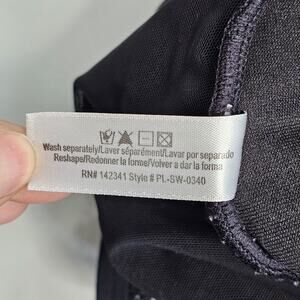 Wash separately/Laver séparément/Lavar por separado
Reshape/Redonner la forme/Volver a dar la forma
RN# 142341 Style # PL-SW-0340